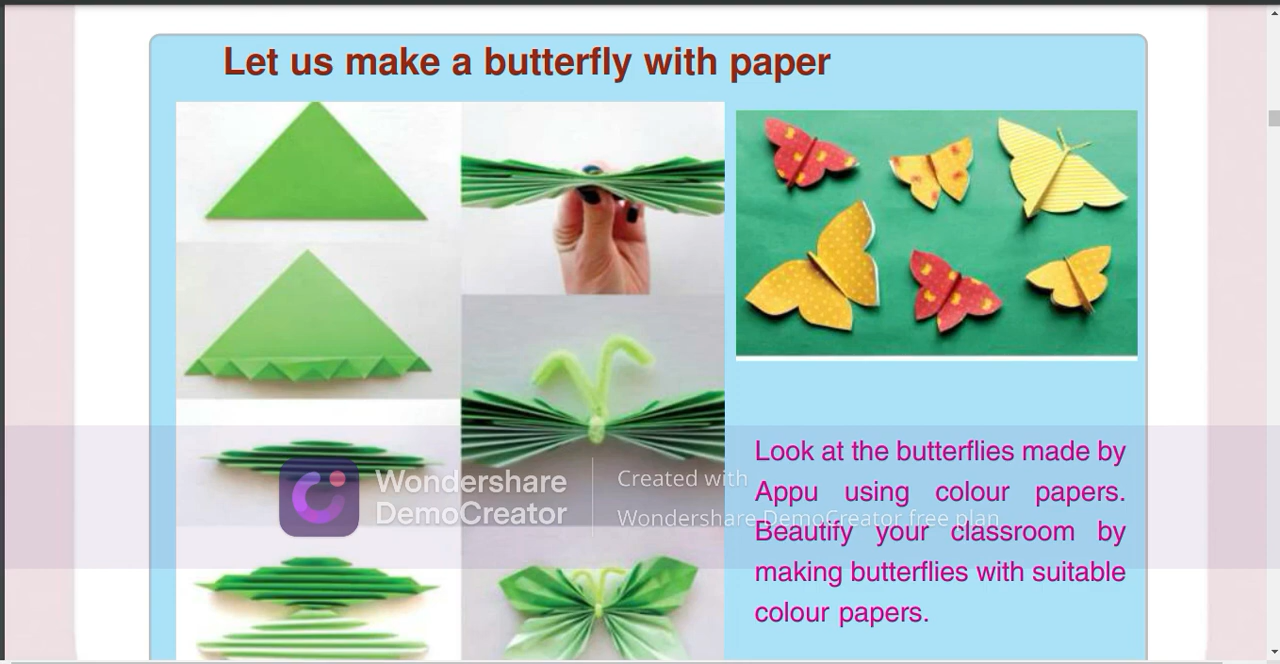 Let us make a butterfly with paper
Look at the butterflies made by
Appu using colour papers.
Beautify your classroom by
making butterflies with suitable
colour papers.
Wondershare
DemoCreator
Created with
Wondershare DemoCreator free plan